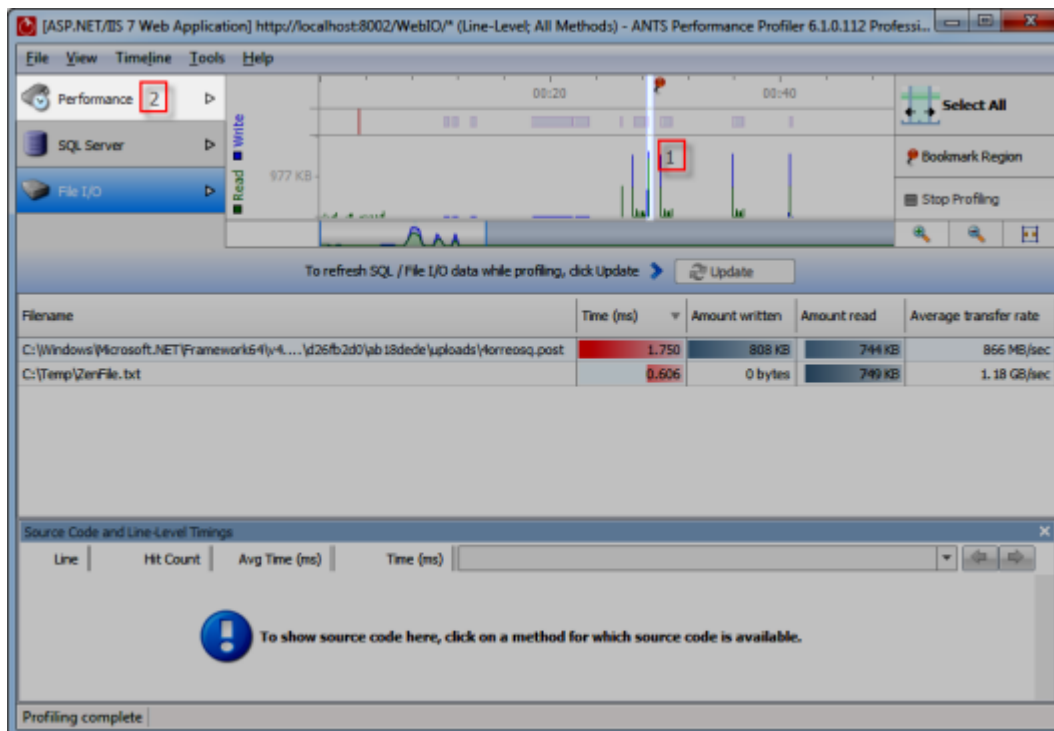 [ASP.NET/IIS 7 Web Application] http://localhost:8002/WebIO/* (Line-Level; All Methods) - ANTS Performance Profiler 6.1.0.112 Professi...
File View Timeline Tools Help
Performance 2
SQL Server
File I/O
Read Write
977 KB
00:20
00:40
1
Select All
Bookmark Region
Stop Profiling
To refresh SQL / File I/O data while profiling, click Update Update
Filename Time (ms) Amount written Amount read Average transfer rate
C:\Windows\Microsoft.NET\Framework64\v4....\d26fb2d0\ab18dede\uploads\4orreosq.post 1.750 808 KB 744 KB 866 MB/sec
C:\Temp\ZenFile.txt 0.606 0 bytes 749 KB 1.18 GB/sec
Source Code and Line-Level Timings
Line Hit Count Avg Time (ms) Time (ms)
To show source code here, click on a method for which source code is available.
Profiling complete